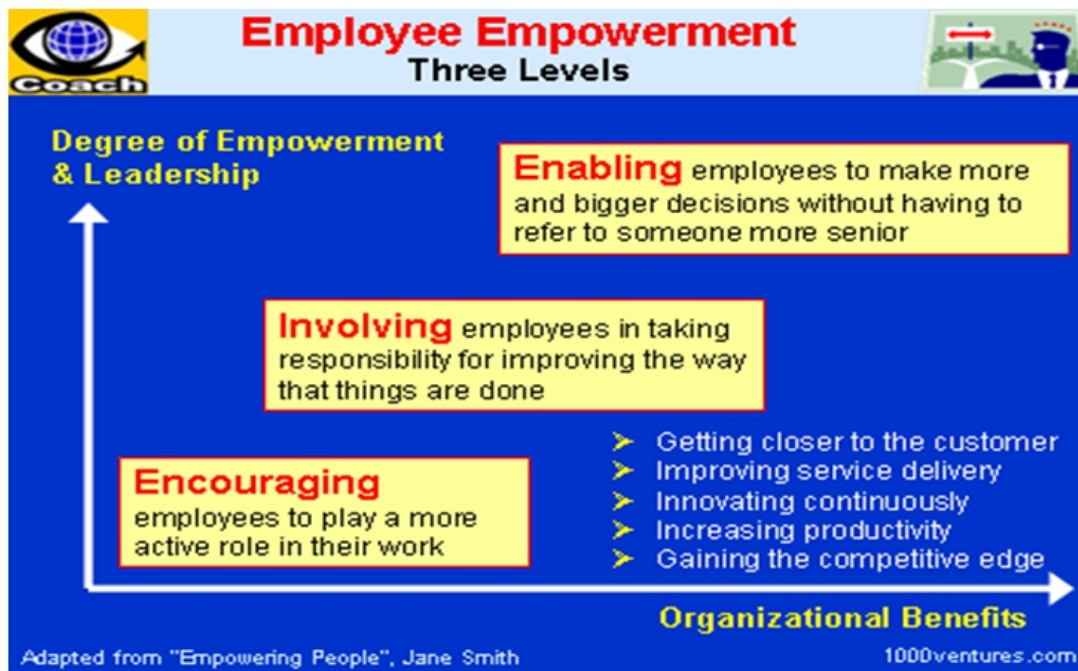 Coach
Employee Empowerment
Three Levels
Degree of Empowerment
& Leadership
Enabling employees to make more
and bigger decisions without having to
refer to someone more senior
Involving employees in taking
responsibility for improving the way
that things are done
Encouraging
employees to play a more
active role in their work
Getting closer to the customer
Improving service delivery
Innovating continuously
Increasing productivity
Gaining the competitive edge
Organizational Benefits
Adapted from "Empowering People", Jane Smith
1000ventures.com